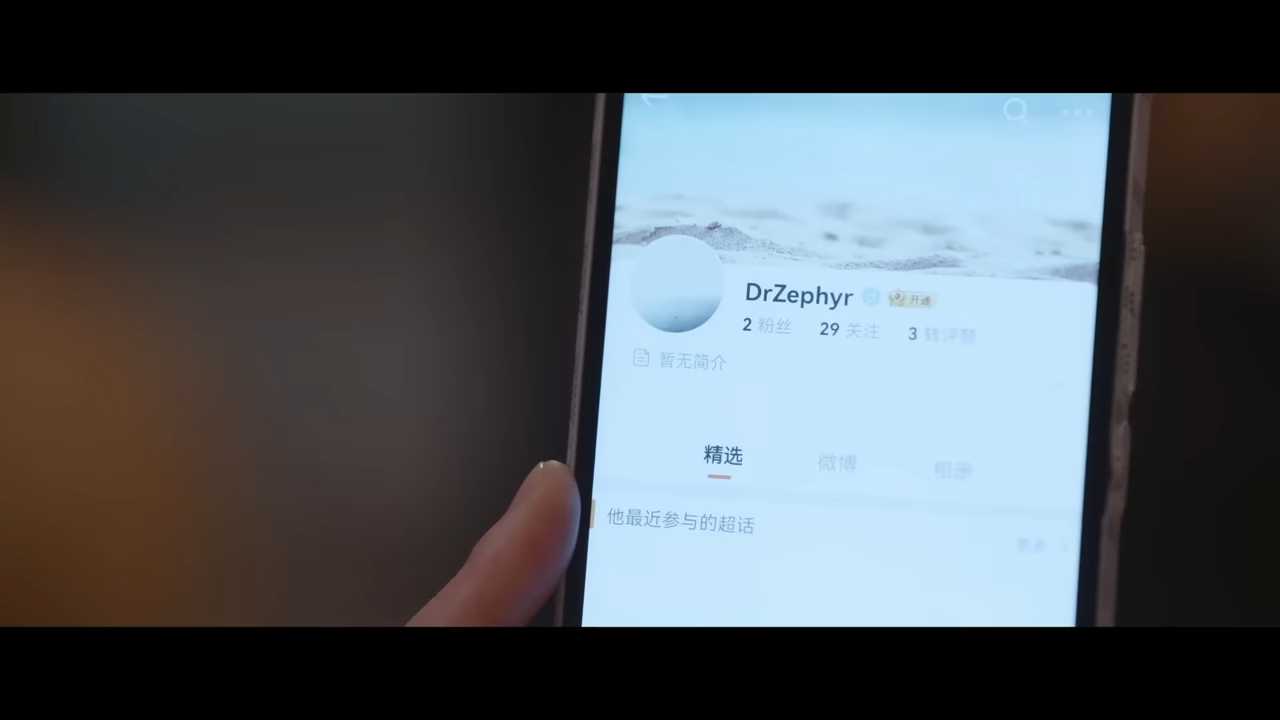 DrZephyr 开通
2 粉丝 29 关注 3 转评赞
暂无简介
精选 微博 相册
他最近参与的超话